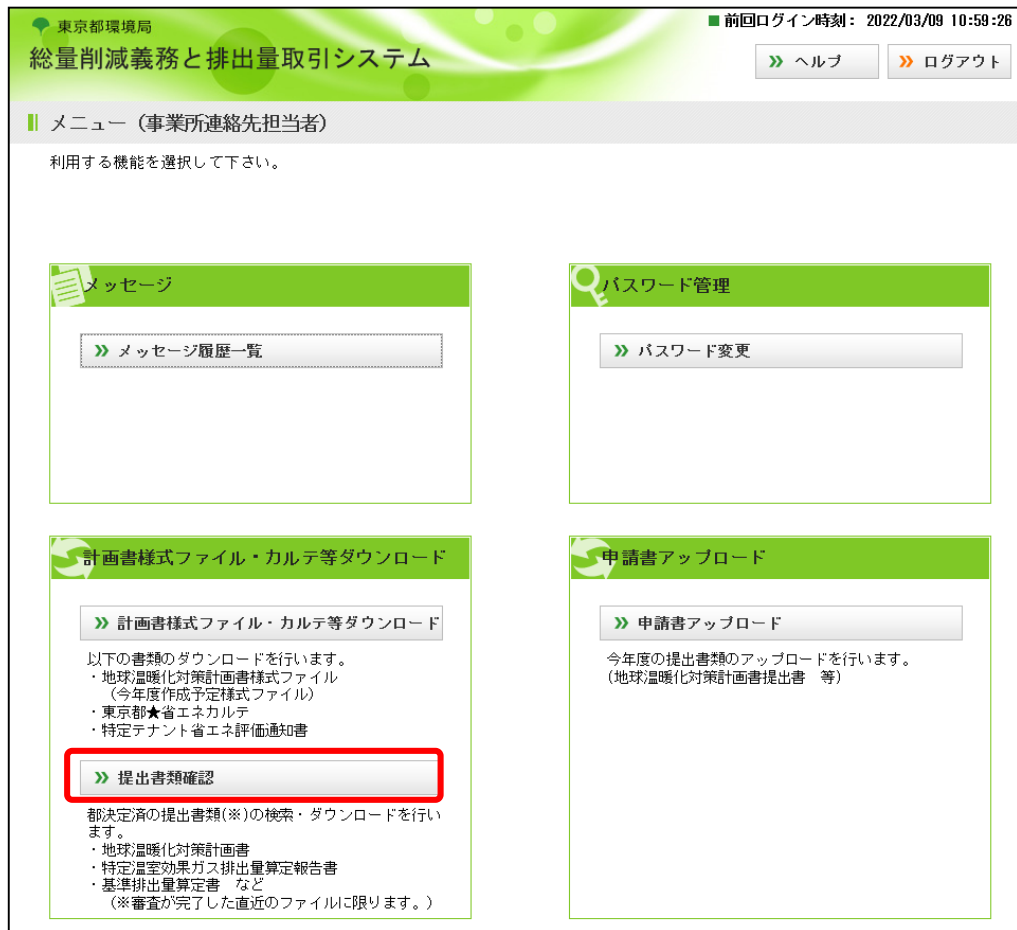 東京都環境局
■前回ログイン時刻： 2022/03/09 10:59:26
総量削減義務と排出量取引システム
ヘルプ
ログアウト
メニュー（事業所連絡先担当者）
利用する機能を選択して下さい。
メッセージ
メッセージ履歴一覧
パスワード管理
パスワード変更
計画書様式ファイル・カルテ等ダウンロード
計画書様式ファイル・カルテ等ダウンロード
以下の書類のダウンロードを行います。
・地球温暖化対策計画書様式ファイル
（今年度作成予定様式ファイル）
・東京都★省エネカルテ
・特定テナント省エネ評価通知書
提出書類確認
都決定済の提出書類(※)の検索・ダウンロードを行い
ます。
・地球温暖化対策計画書
・特定温室効果ガス排出量算定報告書
・基準排出量算定書　など
（※審査が完了した直近のファイルに限ります。）
申請書アップロード
申請書アップロード
今年度の提出書類のアップロードを行います。
(地球温暖化対策計画書提出書　等)